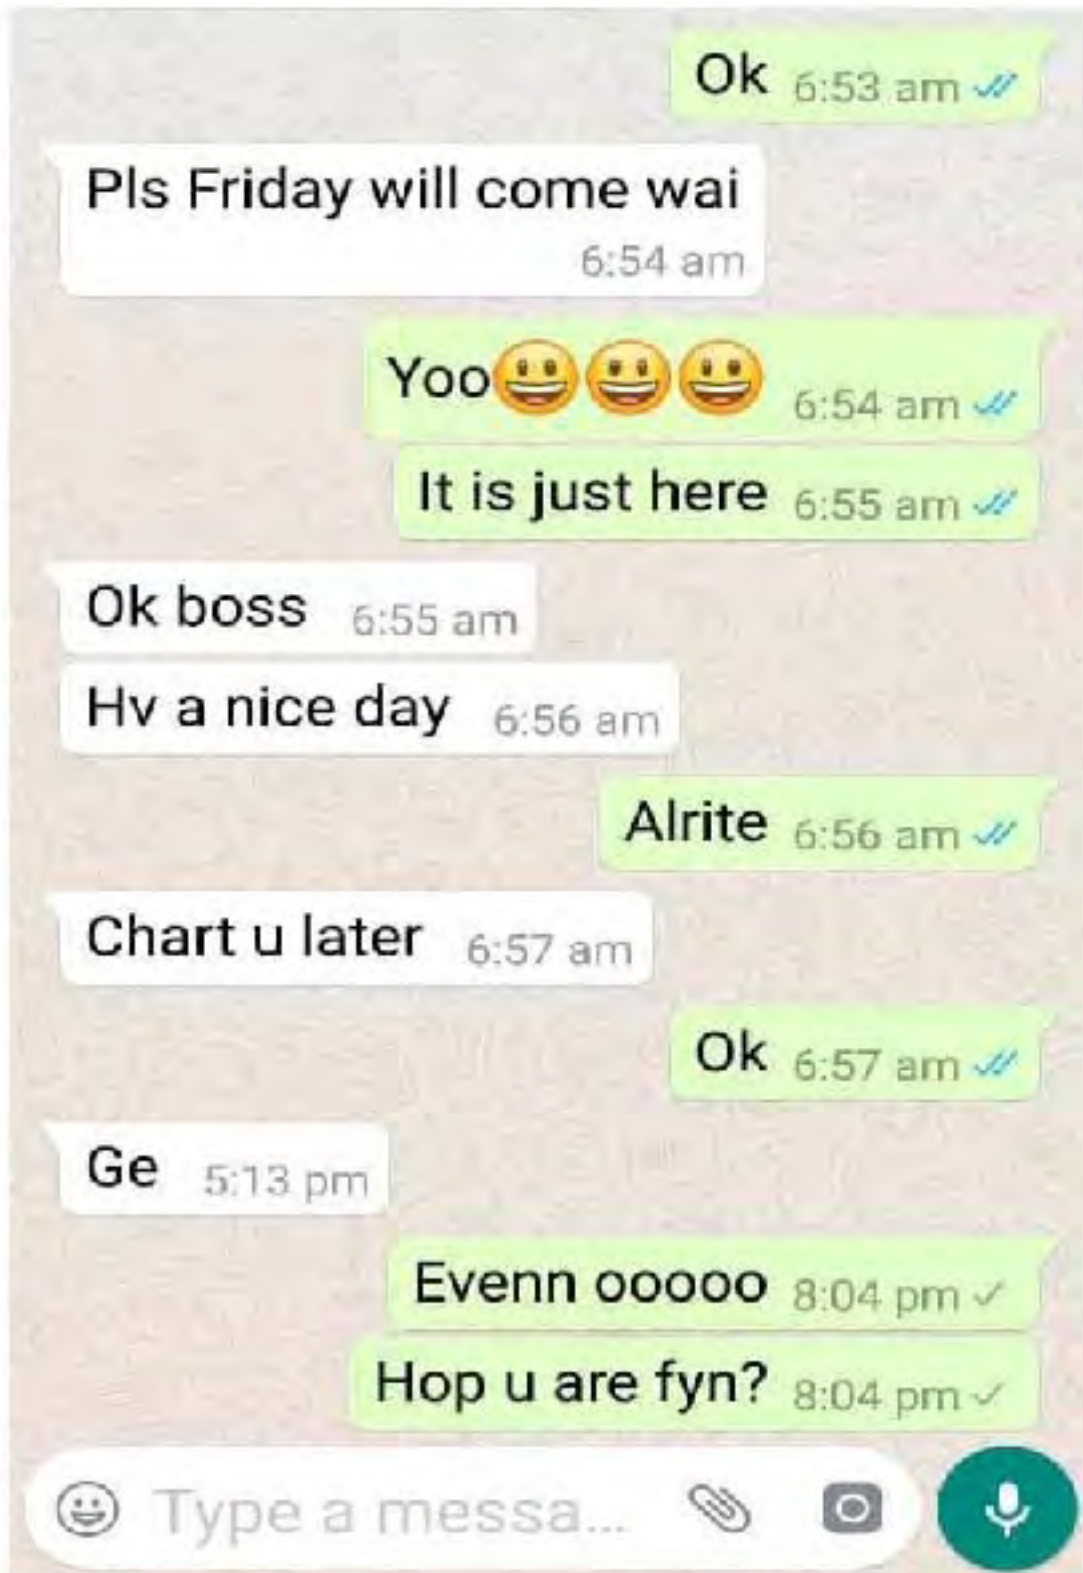 Ok 6:53 am
Pls Friday will come wai
6:54 am
Yoo😃😃😃 6:54 am
It is just here 6:55 am
Ok boss 6:55 am
Hv a nice day 6:56 am
Alrite 6:56 am
Chart u later 6:57 am
Ok 6:57 am
Ge 5:13 pm
Evenn ooooo 8:04 pm
Hop u are fyn? 8:04 pm
Type a messa...